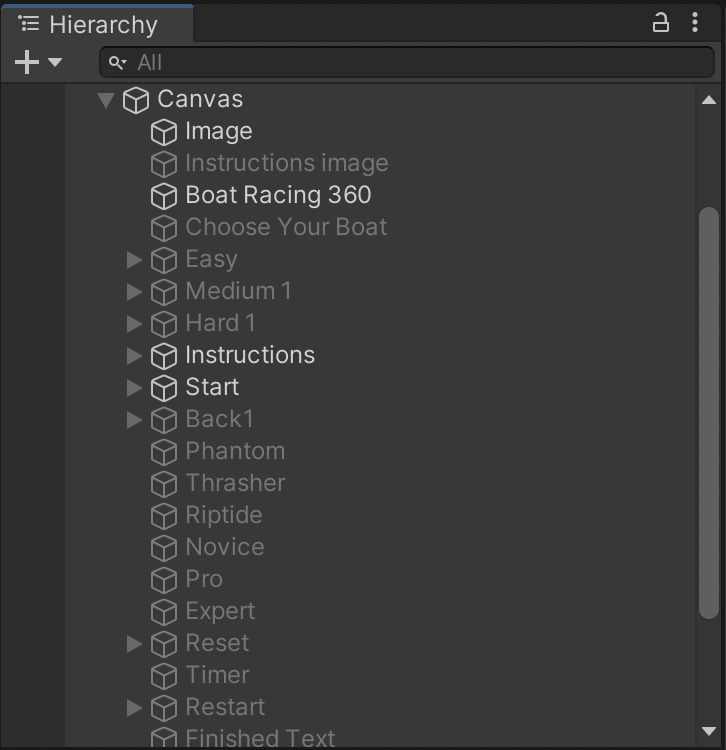 Hierarchy
All
Canvas
Image
Instructions image
Boat Racing 360
Choose Your Boat
Easy
Medium 1
Hard 1
Instructions
Start
Back1
Phantom
Thrasher
Riptide
Novice
Pro
Expert
Reset
Timer
Restart
Finished Text